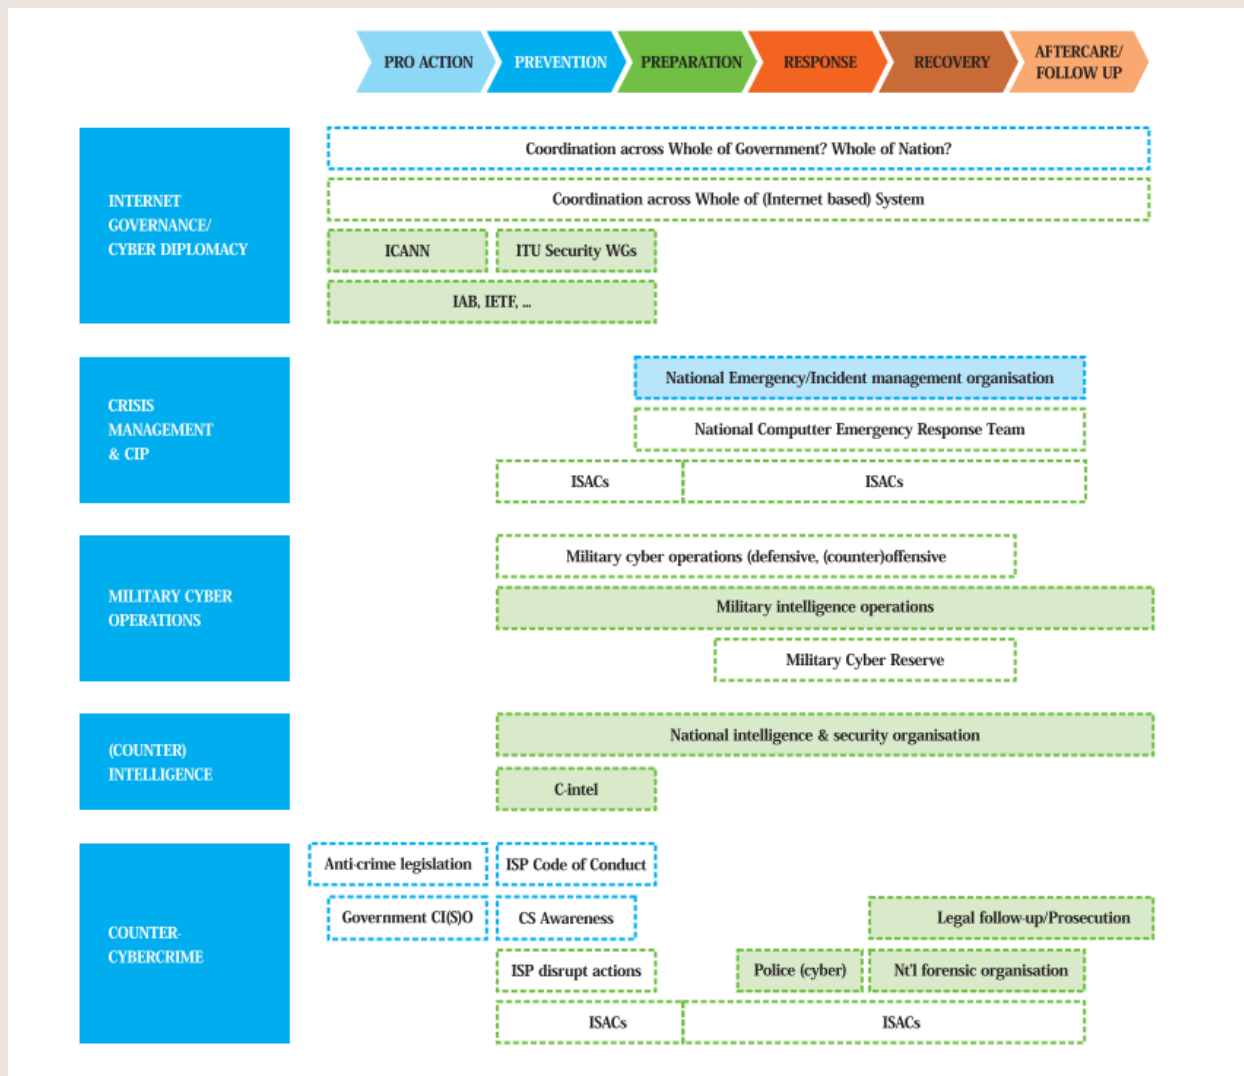 PRO ACTION
PREVENTION
PREPARATION
RESPONSE
RECOVERY
AFTERCARE/
FOLLOW UP
INTERNET
GOVERNANCE/
CYBER DIPLOMACY
Coordination across Whole of Government? Whole of Nation?
Coordination across Whole of (Internet based) System
ICANN
ITU Security WGs
IAB, IETF, ...
CRISIS
MANAGEMENT
& CIP
National Emergency/Incident management organisation
National Computter Emergency Response Team
ISACs
ISACs
MILITARY CYBER
OPERATIONS
Military cyber operations (defensive, (counter)offensive
Military intelligence operations
Military Cyber Reserve
(COUNTER)
INTELLIGENCE
National intelligence & security organisation
C-intel
COUNTER-
CYBERCRIME
Anti-crime legislation
ISP Code of Conduct
Government CI(S)O
CS Awareness
Legal follow-up/Prosecution
ISP disrupt actions
Police (cyber)
Nt'l forensic organisation
ISACs
ISACs